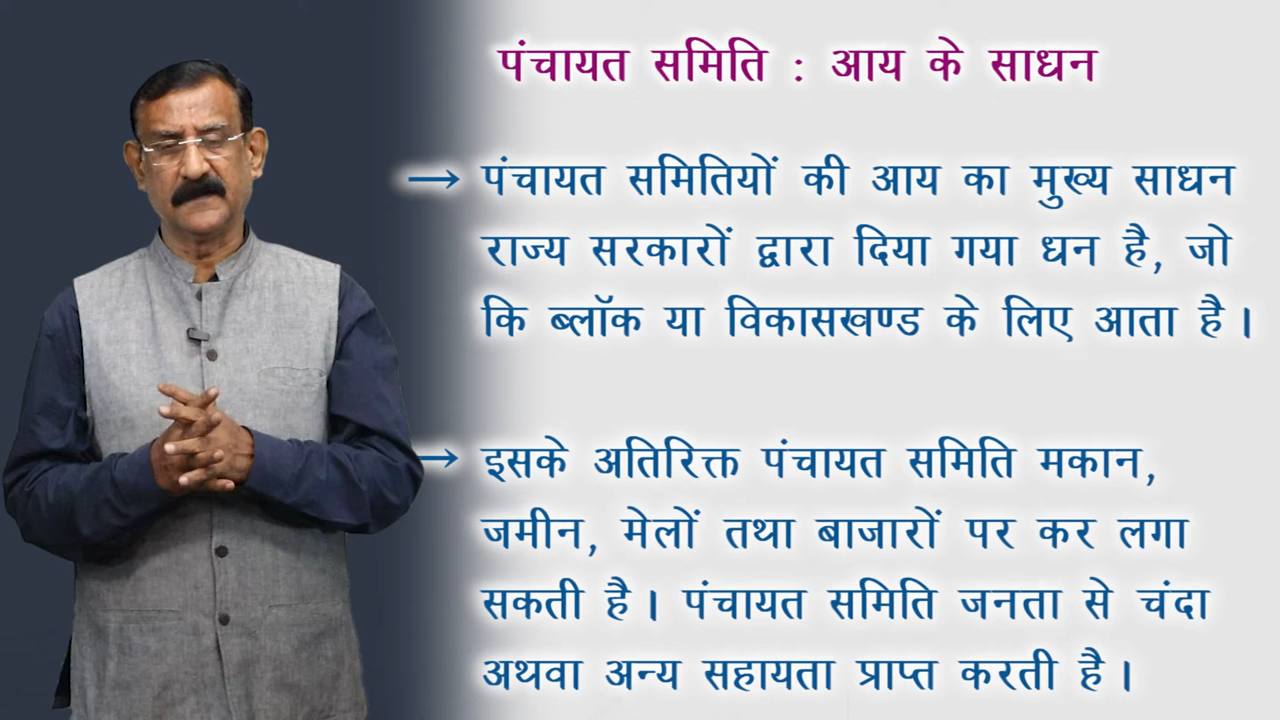 पंचायत समिति : आय के साधन
→ पंचायत समितियों की आय का मुख्य साधन
राज्य सरकारों द्वारा दिया गया धन है, जो
कि ब्लॉक या विकासखण्ड के लिए आता है।
→ इसके अतिरिक्त पंचायत समिति मकान,
जमीन, मेलों तथा बाजारों पर कर लगा
सकती है। पंचायत समिति जनता से चंदा
अथवा अन्य सहायता प्राप्त करती है।